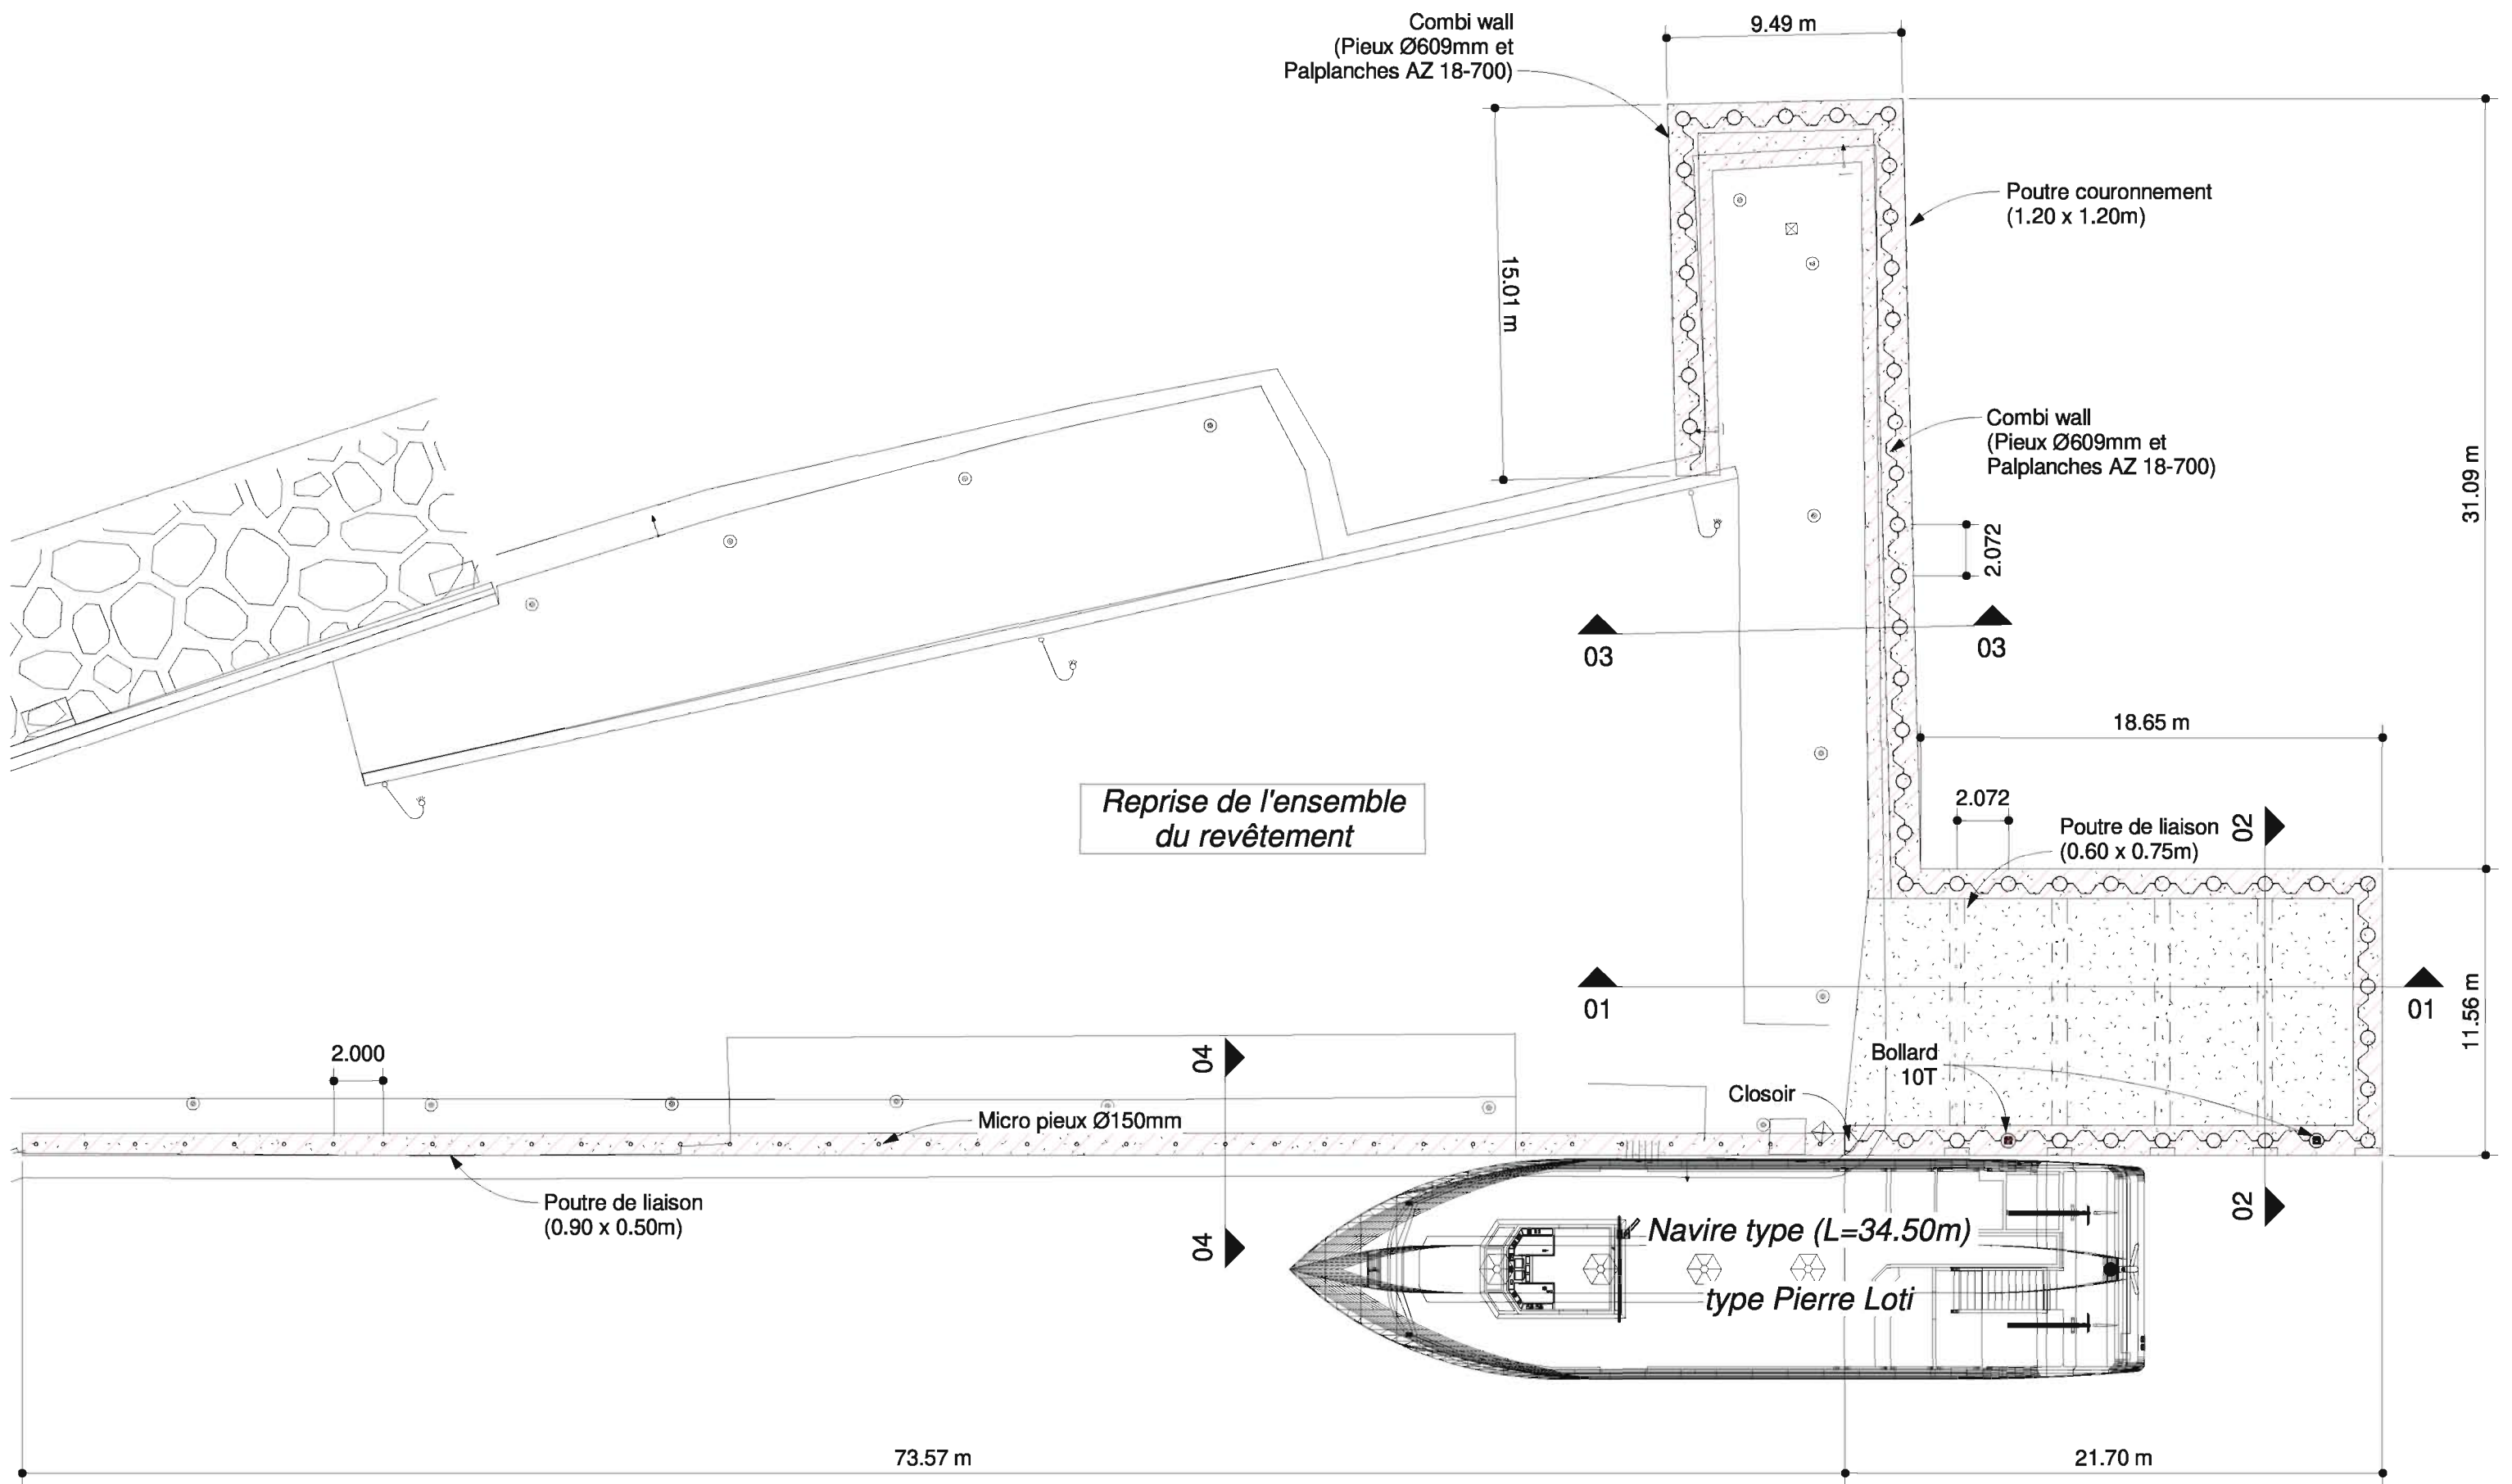 Combi wall
(Pieux Ø609mm et
Palplanches AZ 18-700)
9.49 m
Poutre couronnement
(1.20 x 1.20m)
15.01 m
Combi wall
(Pieux Ø609mm et
Palplanches AZ 18-700)
31.09 m
2.072
03
03
18.65 m
Reprise de l'ensemble
du revêtement
2.072
Poutre de liaison
(0.60 x 0.75m)
02
01
01
11.56 m
2.000
04
Bollard
10T
Closoir
Micro pieux Ø150mm
Poutre de liaison
(0.90 x 0.50m)
04
02
Navire type (L=34.50m)
type Pierre Loti
73.57 m
21.70 m